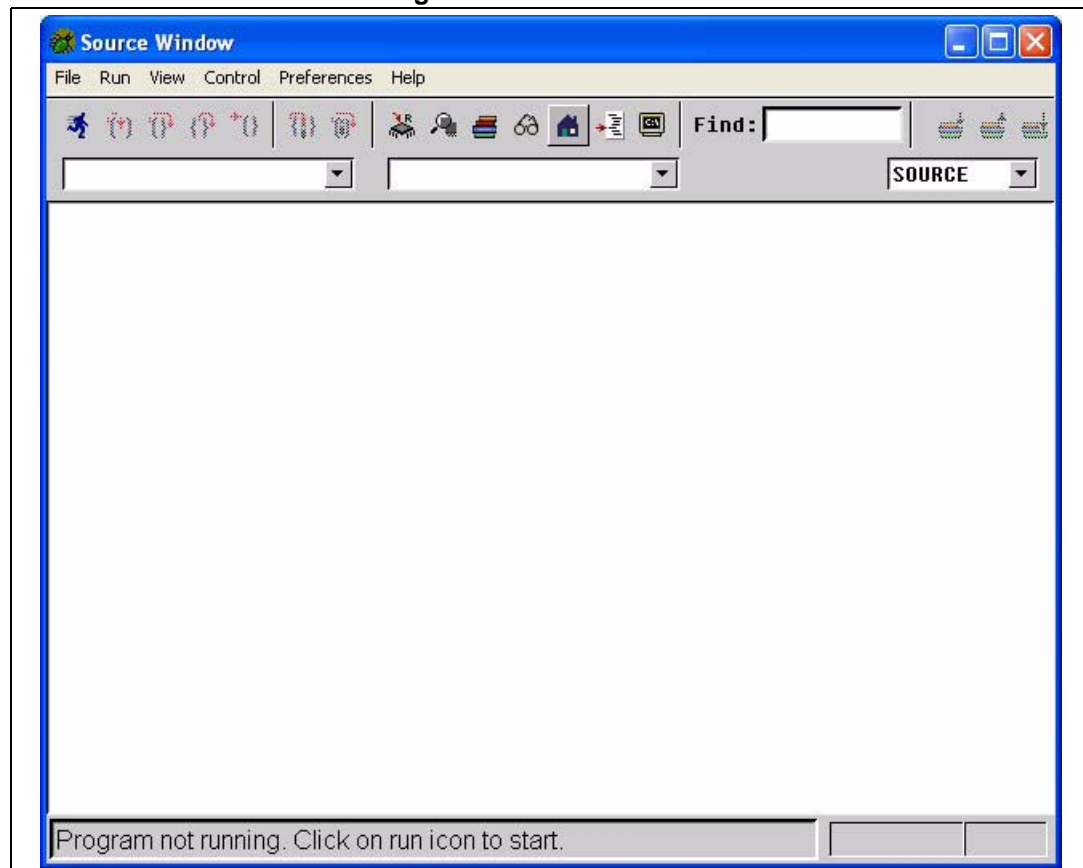 Source Window
File Run View Control Preferences Help
Find:
SOURCE
Program not running. Click on run icon to start.